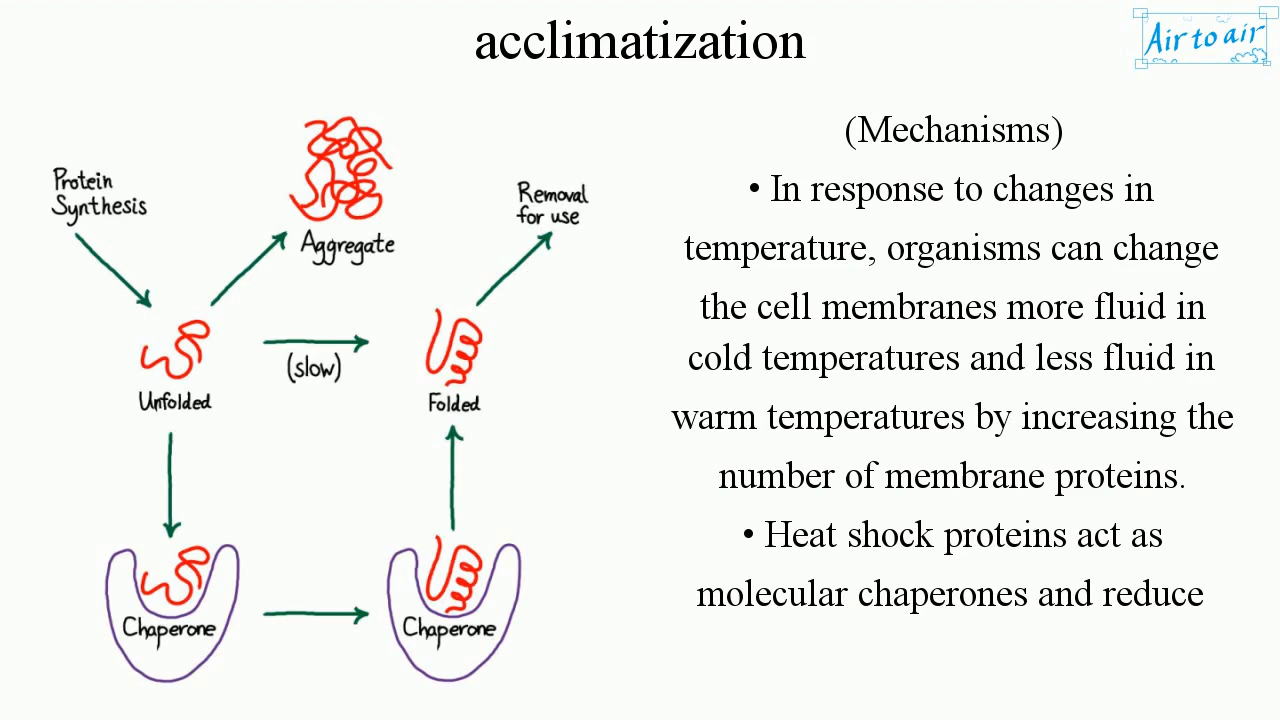 acclimatization
Air to air
Protein
Synthesis
Aggregate
Removal
for use
Unfolded
(slow)
Folded
Chaperone
Chaperone
(Mechanisms)
• In response to changes in
temperature, organisms can change
the cell membranes more fluid in
cold temperatures and less fluid in
warm temperatures by increasing the
number of membrane proteins.
• Heat shock proteins act as
molecular chaperones and reduce